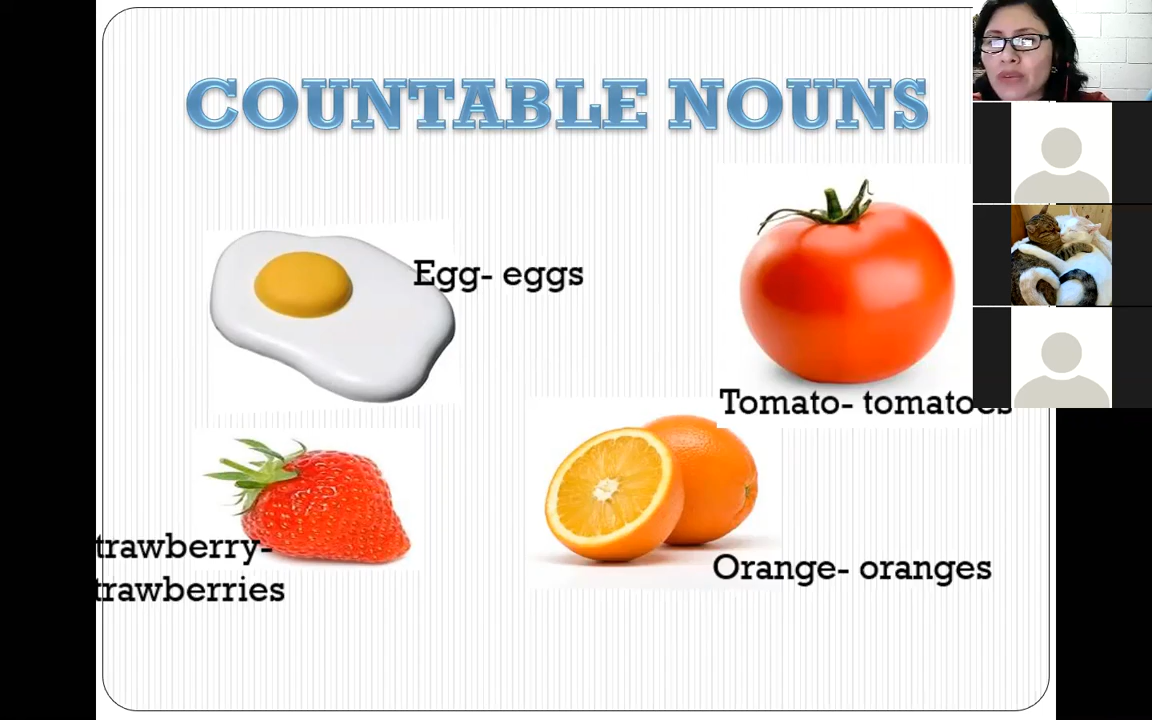 COUNTABLE NOUNS
Egg- eggs
Tomato- tomatoes
trawberry-
trawberries
Orange- oranges